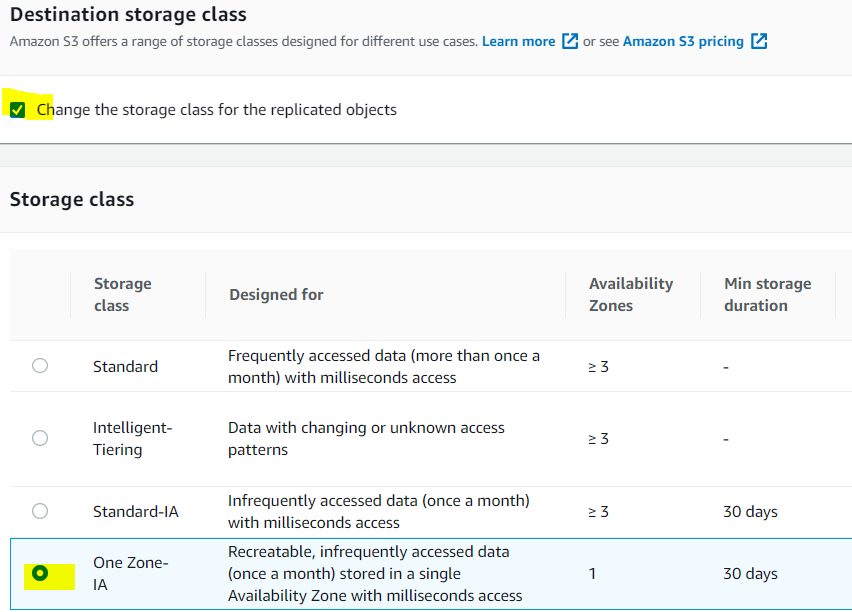 Destination storage class
Amazon S3 offers a range of storage classes designed for different use cases. Learn more or see Amazon S3 pricing
Change the storage class for the replicated objects
Storage class
Storage class Designed for Availability Zones Min storage duration
Standard Frequently accessed data (more than once a month) with milliseconds access ≥ 3 -
Intelligent-Tiering Data with changing or unknown access patterns ≥ 3 -
Standard-IA Infrequently accessed data (once a month) with milliseconds access ≥ 3 30 days
One Zone-IA Recreatable, infrequently accessed data (once a month) stored in a single Availability Zone with milliseconds access 1 30 days